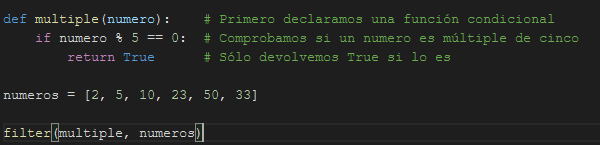 def multiple(numero):    # Primero declaramos una función condicional
    if numero % 5 == 0:  # Comprobamos si un numero es múltiple de cinco
        return True      # Sólo devolvemos True si lo es
numeros = [2, 5, 10, 23, 50, 33]
filter(multiple, numeros)